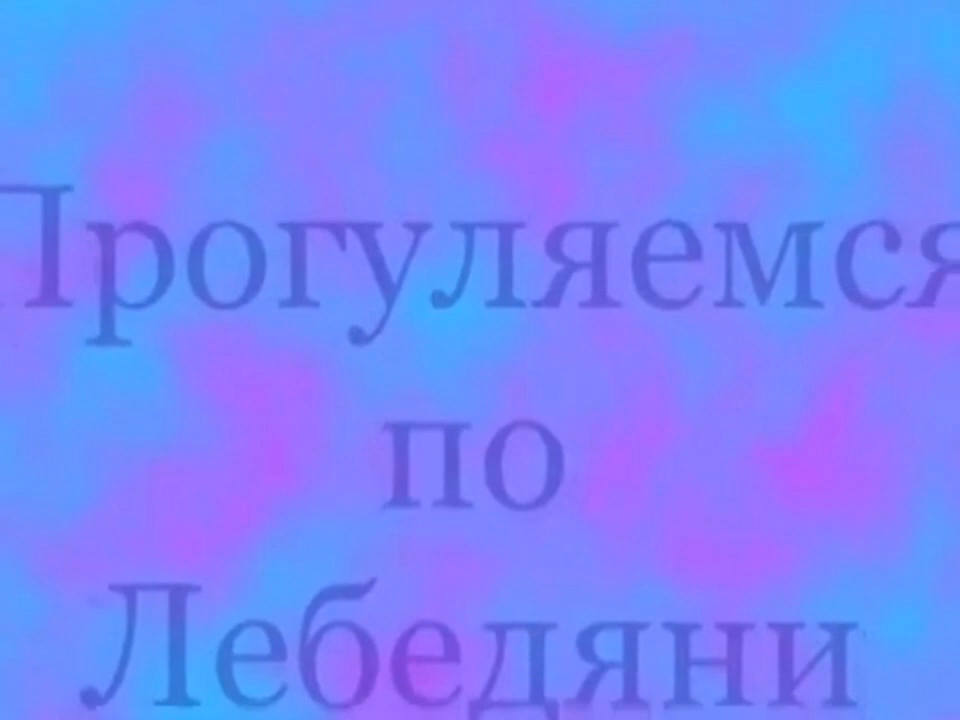 Прогуляемся
по
Лебедяни